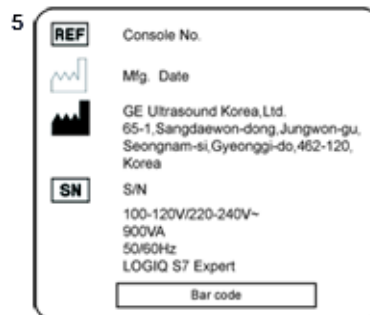 5
REF Console No.
Mfg. Date
GE Ultrasound Korea,Ltd.
65-1,Sangdaewon-dong,Jungwon-gu,
Seongnam-si,Gyeonggi-do,462-120,
Korea
SN S/N
100-120V/220-240V~
900VA
50/60Hz
LOGIQ S7 Expert
Bar code